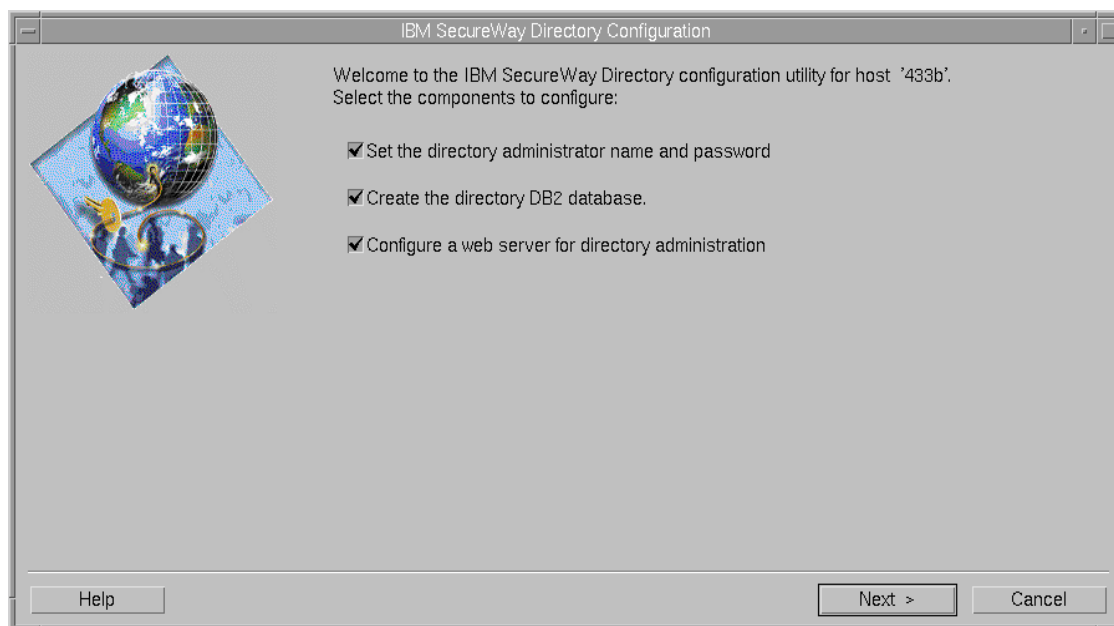 IBM SecureWay Directory Configuration
Welcome to the IBM SecureWay Directory configuration utility for host '433b'.
Select the components to configure:
Set the directory administrator name and password
Create the directory DB2 database.
Configure a web server for directory administration
Help
Next >
Cancel